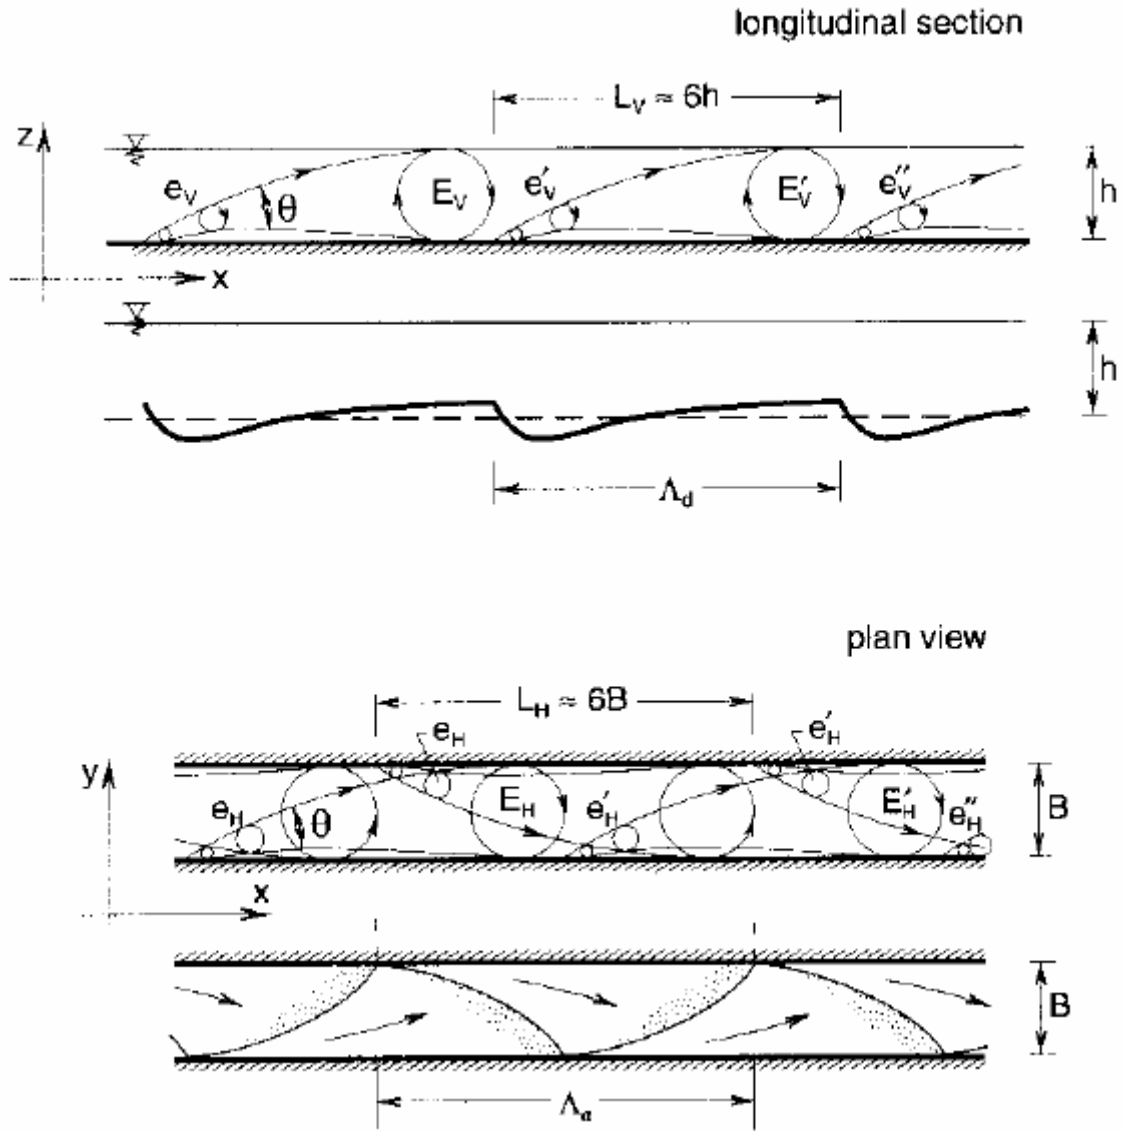 longitudinal section
L_V ≈ 6h
z
e_V θ E_V e′_V E′_V e″_V h
x
h
Λ_d
plan view
L_H ≈ 6B
e_H e′_H
y
e_H θ E_H e′_H E′_H e″_H B
x
B
Λ_a